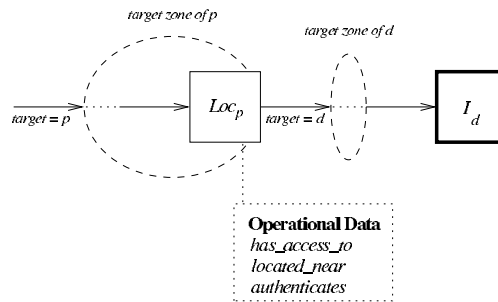 target zone of p
target zone of d
target = p
Loc_p
target = d
I_d
Operational Data
has_access_to
located_near
authenticates